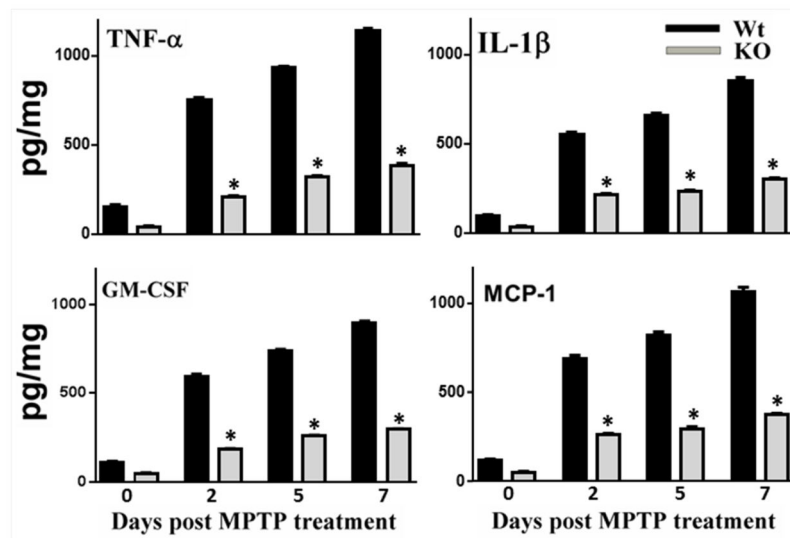 TNF-α
IL-1β
Wt
KO
pg/mg
1000
500
0
* * *
1000
500
0
* * *
GM-CSF
MCP-1
pg/mg
1000
500
0
* * *
1000
500
0
* * *
0 2 5 7
0 2 5 7
Days post MPTP treatment
Days post MPTP treatment